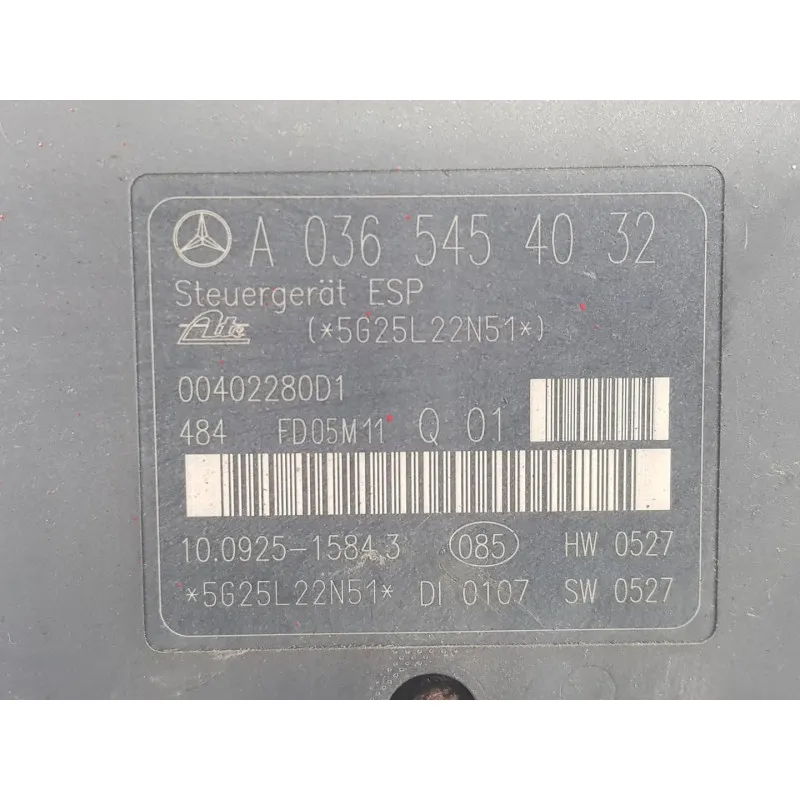 A 036 545 40 32
Steuergerät ESP
Ate (*5G25L22N51*)
00402280D1
484 FD05M11 Q 01
10.0925-1584.3 085 HW 0527
*5G25L22N51* DI 0107 SW 0527